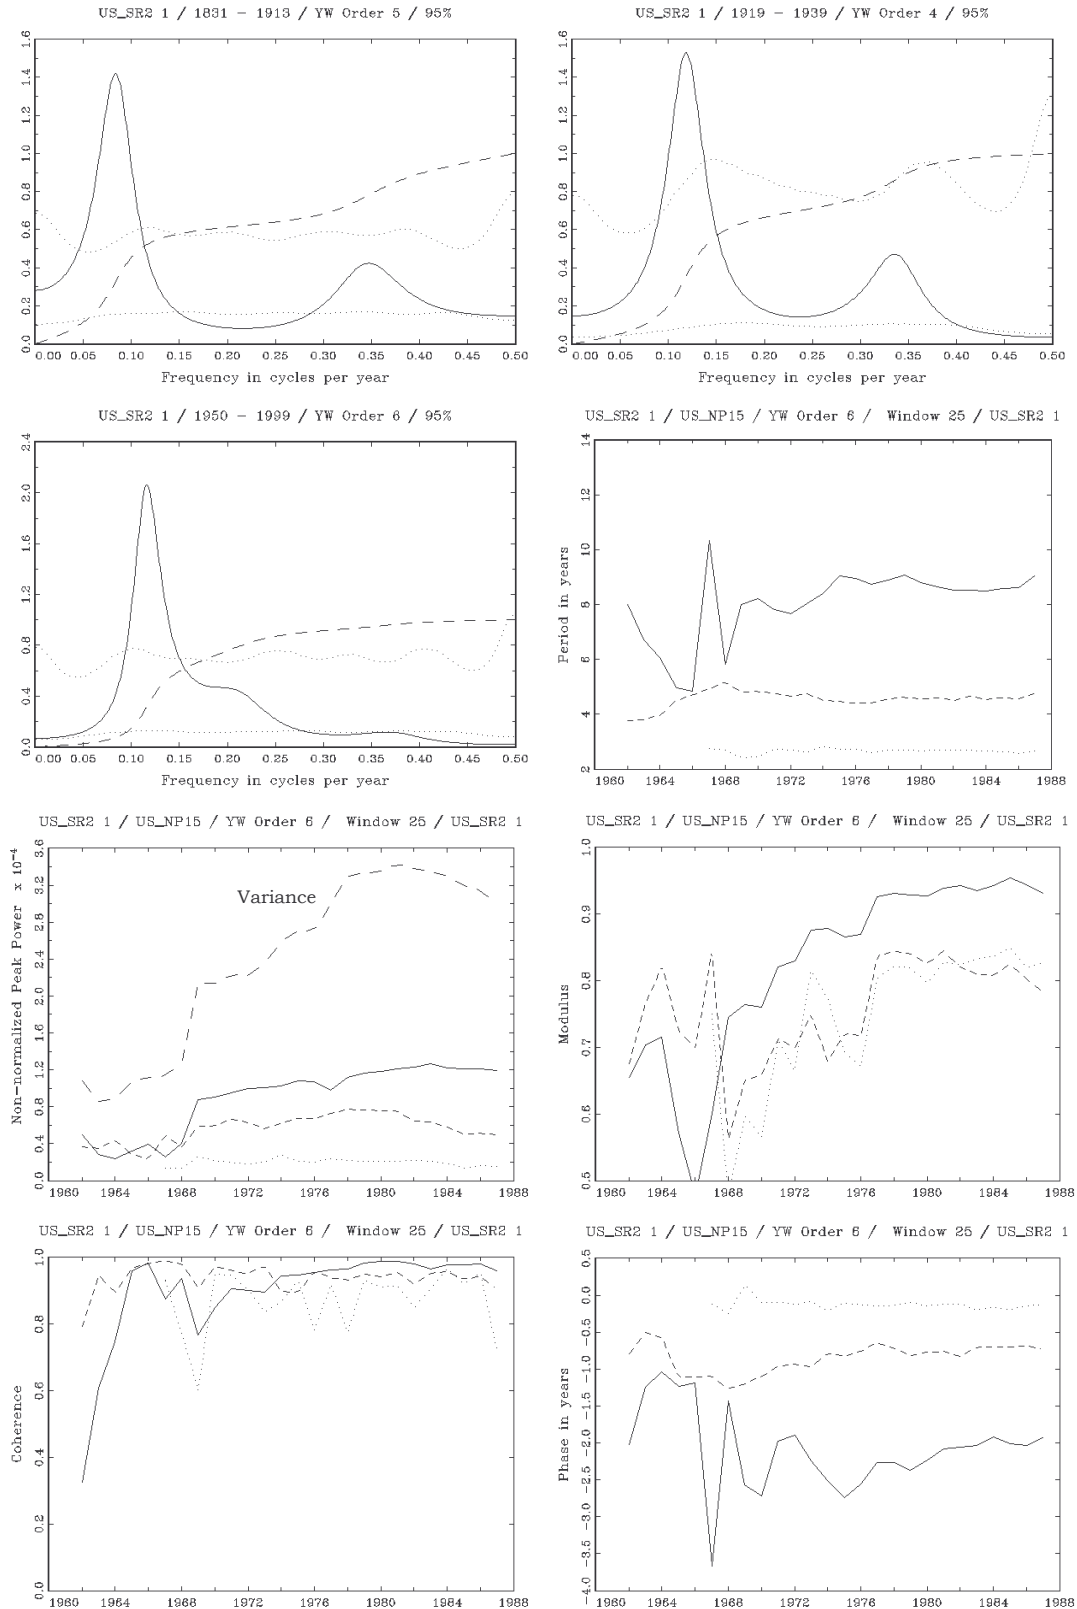 US_SR2 1 / 1831 - 1913 / YW Order 5 / 95%
1.6
1.4
1.2
1.0
0.8
0.6
0.4
0.2
0.0
0.00 0.05 0.10 0.15 0.20 0.25 0.30 0.35 0.40 0.45 0.50
Frequency in cycles per year
US_SR2 1 / 1919 - 1939 / YW Order 4 / 95%
1.6
1.4
1.2
1.0
0.8
0.6
0.4
0.2
0.0
0.00 0.05 0.10 0.15 0.20 0.25 0.30 0.35 0.40 0.45 0.50
Frequency in cycles per year
US_SR2 1 / 1950 - 1999 / YW Order 6 / 95%
2.4
2.0
1.6
1.2
0.8
0.4
0.0
0.00 0.05 0.10 0.15 0.20 0.25 0.30 0.35 0.40 0.45 0.50
Frequency in cycles per year
US_SR2 1 / US_NP15 / YW Order 6 / Window 25 / US_SR2 1
Period in years
14
12
10
8
6
4
2
1960 1964 1968 1972 1976 1980 1984 1988
US_SR2 1 / US_NP15 / YW Order 6 / Window 25 / US_SR2 1
Non-normalized Peak Power x 10-4
3.6
3.2
2.8
2.4
2.0
1.6
1.2
0.8
0.4
0.0
Variance
1960 1964 1968 1972 1976 1980 1984 1988
US_SR2 1 / US_NP15 / YW Order 6 / Window 25 / US_SR2 1
Modulus
1.0
0.9
0.8
0.7
0.6
0.5
1960 1964 1968 1972 1976 1980 1984 1988
US_SR2 1 / US_NP15 / YW Order 6 / Window 25 / US_SR2 1
Coherence
1.0
0.8
0.6
0.4
0.2
0.0
1960 1964 1968 1972 1976 1980 1984 1988
US_SR2 1 / US_NP15 / YW Order 6 / Window 25 / US_SR2 1
Phase in years
0.5
0.0
-0.5
-1.0
-1.5
-2.0
-2.5
-3.0
-3.5
-4.0
1960 1964 1968 1972 1976 1980 1984 1988